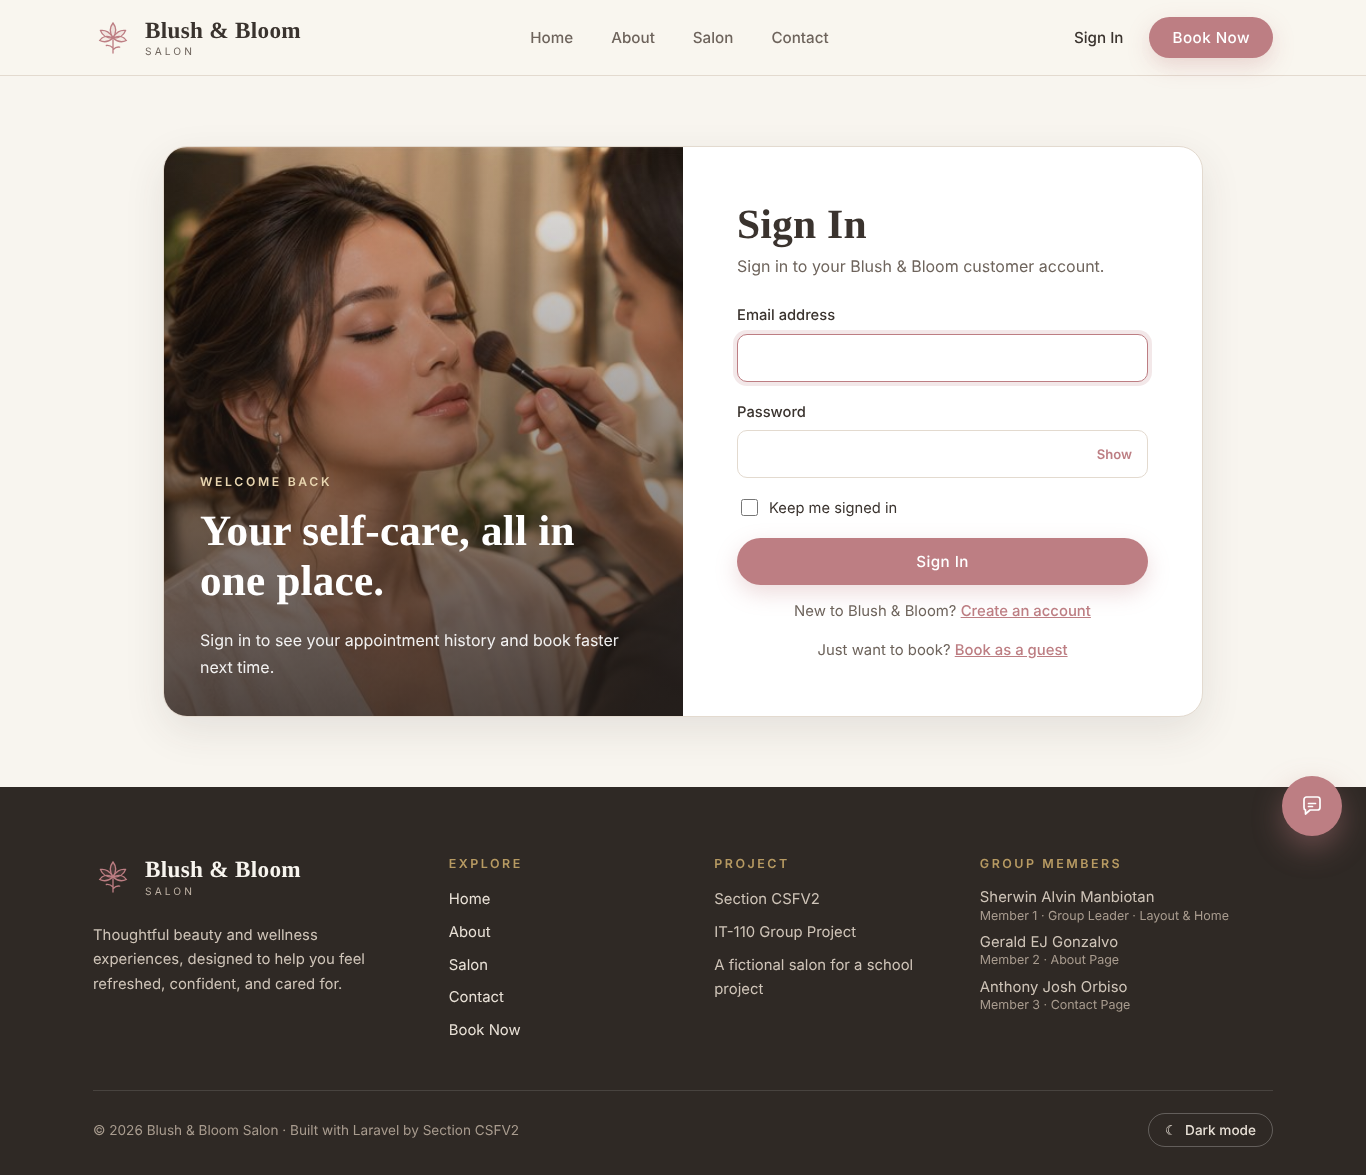 Blush & Bloom
SALON
Home
About
Salon
Contact
Sign In
Book Now
WELCOME BACK
Your self-care, all in
one place.
Sign in to see your appointment history and book faster
next time.
Sign In
Sign in to your Blush & Bloom customer account.
Email address
Password
Show
Keep me signed in
Sign In
New to Blush & Bloom? Create an account
Just want to book? Book as a guest
Blush & Bloom
SALON
Thoughtful beauty and wellness
experiences, designed to help you feel
refreshed, confident, and cared for.
EXPLORE
Home
About
Salon
Contact
Book Now
PROJECT
Section CSFV2
IT-110 Group Project
A fictional salon for a school
project
GROUP MEMBERS
Sherwin Alvin Manbiotan
Member 1 · Group Leader · Layout & Home
Gerald EJ Gonzalvo
Member 2 · About Page
Anthony Josh Orbiso
Member 3 · Contact Page
© 2026 Blush & Bloom Salon · Built with Laravel by Section CSFV2
Dark mode